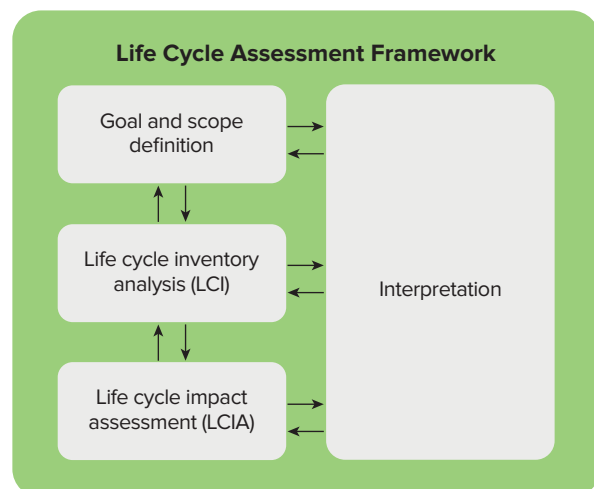 Life Cycle Assessment Framework
Goal and scope
definition
Life cycle inventory
analysis (LCI)
Life cycle impact
assessment (LCIA)
Interpretation